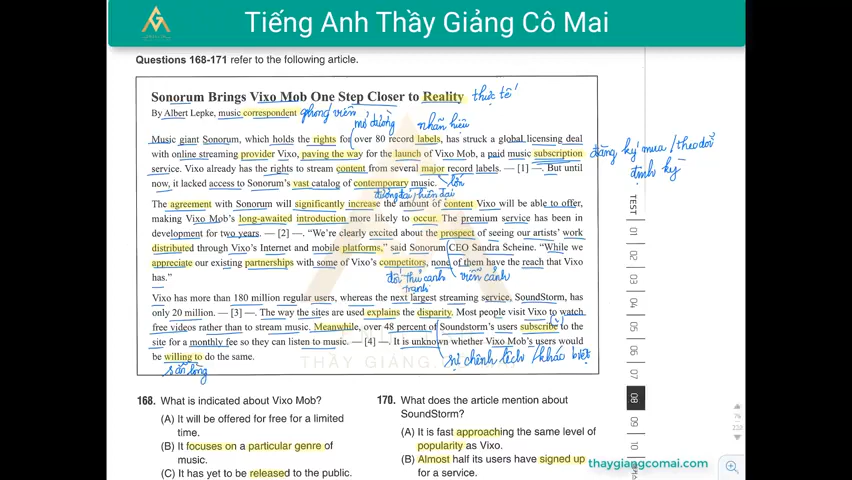 Tiếng Anh Thầy Giảng Cô Mai
Questions 168-171 refer to the following article.
Sonorum Brings Vixo Mob One Step Closer to Reality thực tế
By Albert Lepke, music correspondent phóng viên
mở đường nhãn hiệu
Music giant Sonorum, which holds the rights for over 80 record labels, has struck a global licensing deal
with online streaming provider Vixo, paving the way for the launch of Vixo Mob, a paid music subscription đăng ký mua / theo dõi
service. Vixo already has the rights to stream content from several major record labels. — [1] —. But until
định kỳ
now, it lacked access to Sonorum's vast catalog of contemporary music. lớn
đương đại / hiện đại
The agreement with Sonorum will significantly increase the amount of content Vixo will be able to offer,
making Vixo Mob's long-awaited introduction more likely to occur. The premium service has been in
development for two years. — [2] —. “We're clearly excited about the prospect of seeing our artists' work
distributed through Vixo's Internet and mobile platforms,” said Sonorum CEO Sandra Scheine. “While we
appreciate our existing partnerships with some of Vixo's competitors, none of them have the reach that Vixo
has.”
đối thủ cạnh tranh
viễn cảnh
Vixo has more than 180 million regular users, whereas the next largest streaming service, SoundStorm, has
only 20 million. — [3] —. The way the sites are used explains the disparity. Most people visit Vixo to watch
free videos rather than to stream music. Meanwhile, over 48 percent of Soundstorm's users subscribe (v) to the
site for a monthly fee so they can listen to music. — [4] —. It is unknown whether Vixo Mob's users would
be willing to do the same.
sự chênh lệch / khác biệt
sẵn lòng
THẦY GIẢNG CÔ MAI
168. What is indicated about Vixo Mob?
(A) It will be offered for free for a limited
time.
(B) It focuses on a particular genre of
music.
(C) It has yet to be released to the public.
170. What does the article mention about
SoundStorm?
(A) It is fast approaching the same level of
popularity as Vixo.
(B) Almost half its users have signed up
for a service.
thaygiangcomai.com
TEST
01
02
03
04
05
06
07
08
09
10